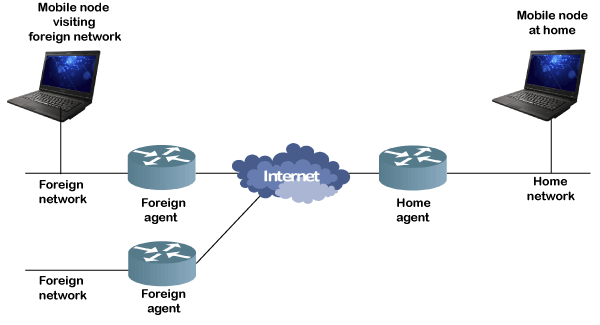 Mobile node
visiting
foreign network
Mobile node
at home
Internet
Foreign
network
Foreign
agent
Home
agent
Home
network
Foreign
network
Foreign
agent